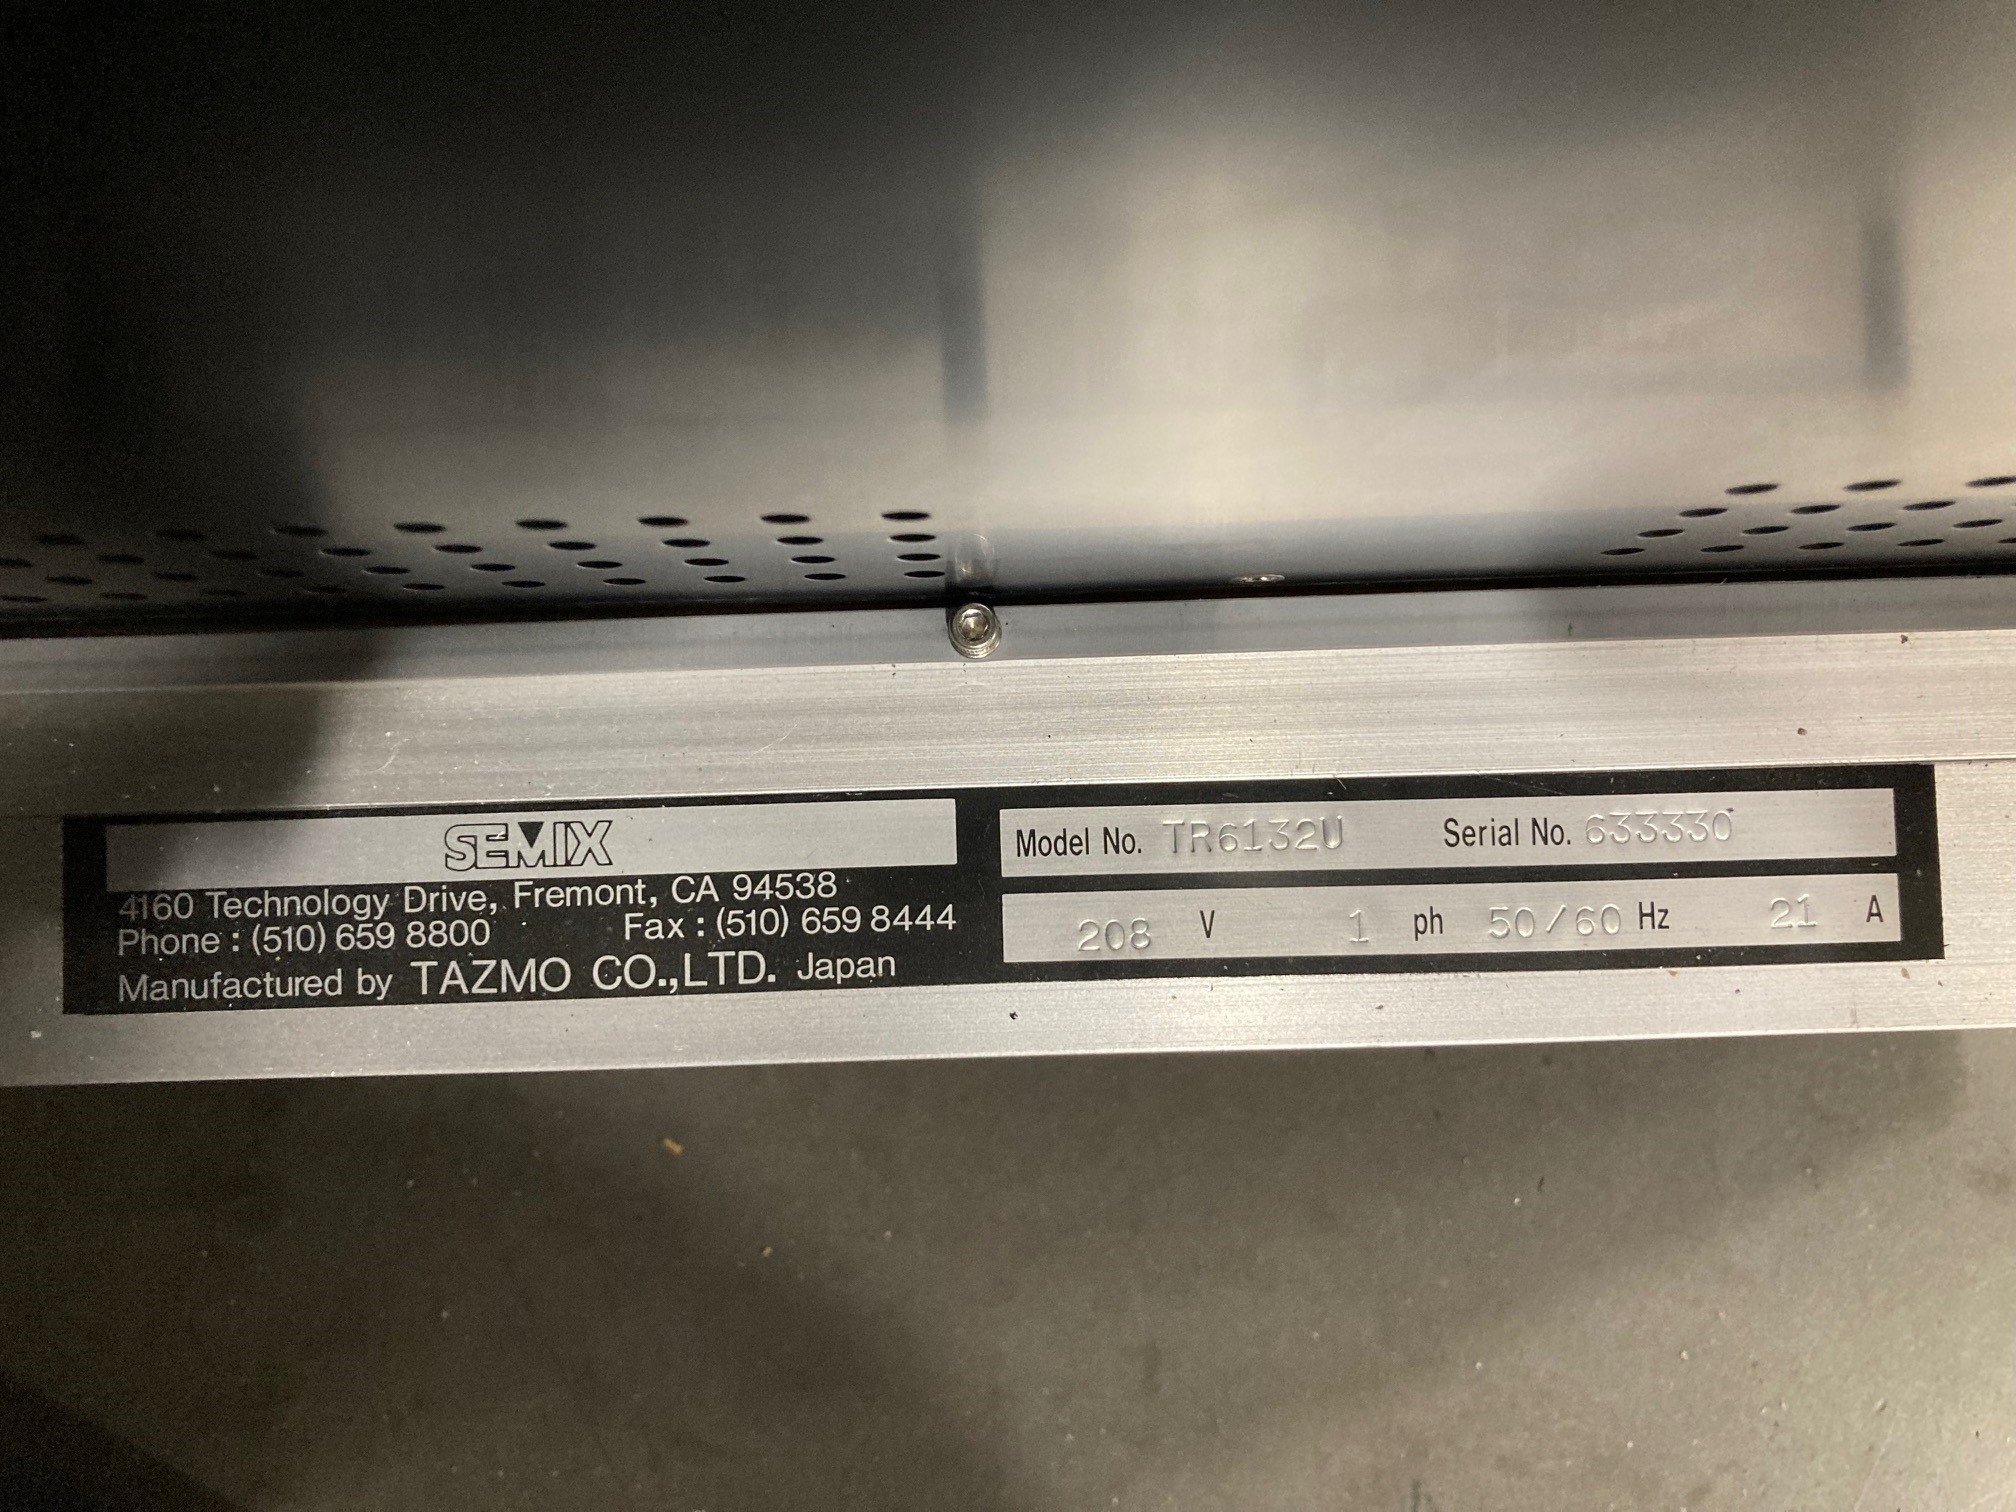 SEMIX
4160 Technology Drive, Fremont, CA 94538
Phone : (510) 659 8800 Fax : (510) 659 8444
Manufactured by TAZMO CO.,LTD. Japan
Model No. TR6132U Serial No. 633330
208 V 1 ph 50/60 Hz 21 A